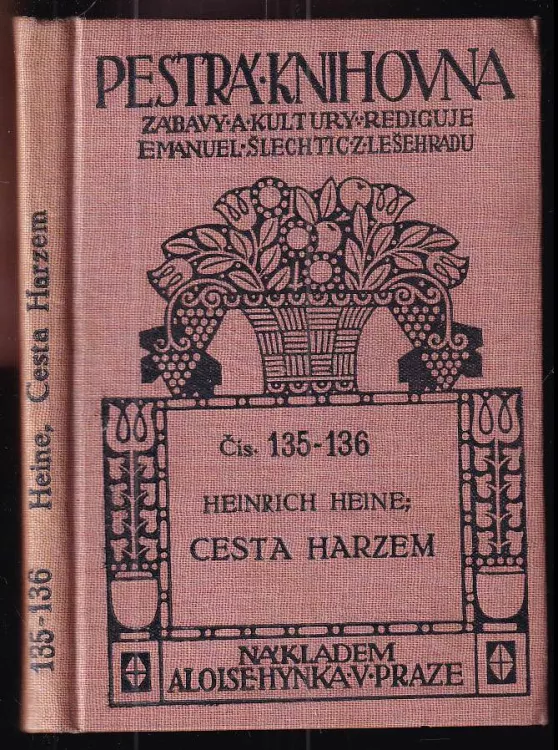 PESTRÁ·KNIHOVNA
ZÁBAVY·A·KULTURY·REDIGUJE
EMANUEL·ŠLECHTIC·Z·LEŠEHRADU
Čís. 135-136
HEINRICH HEINE;
CESTA HARZEM
NÁKLADEM
ALOISE·HYNKA·V·PRAZE
135-136 Heine, Cesta Harzem